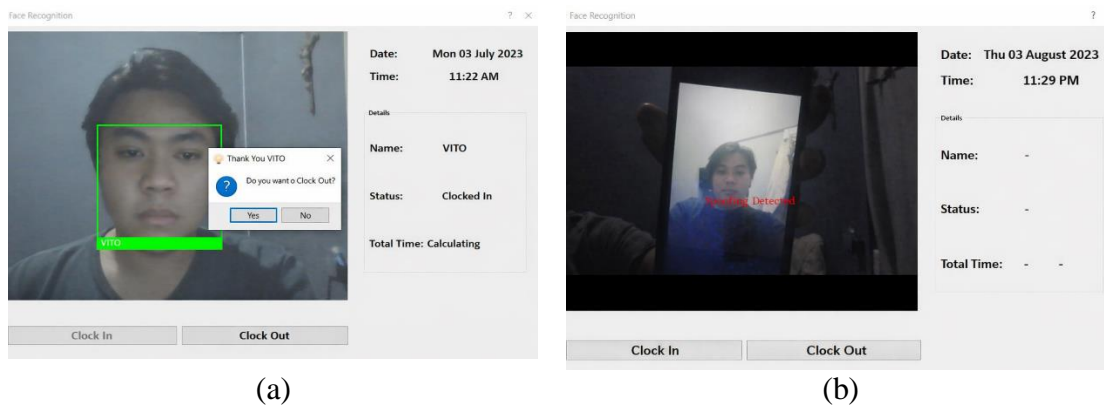 Face Recognition
Date: Mon 03 July 2023
Time: 11:22 AM
Details
Name: VITO
Status: Clocked In
Total Time: Calculating
Thank You VITO
Do you want o Clock Out?
Yes No
VITO
Clock In Clock Out
(a)
Face Recognition ?
Date: Thu 03 August 2023
Time: 11:29 PM
Details
Name: -
Status: -
Total Time: - -
Spoofing Detected
Clock In Clock Out
(b)